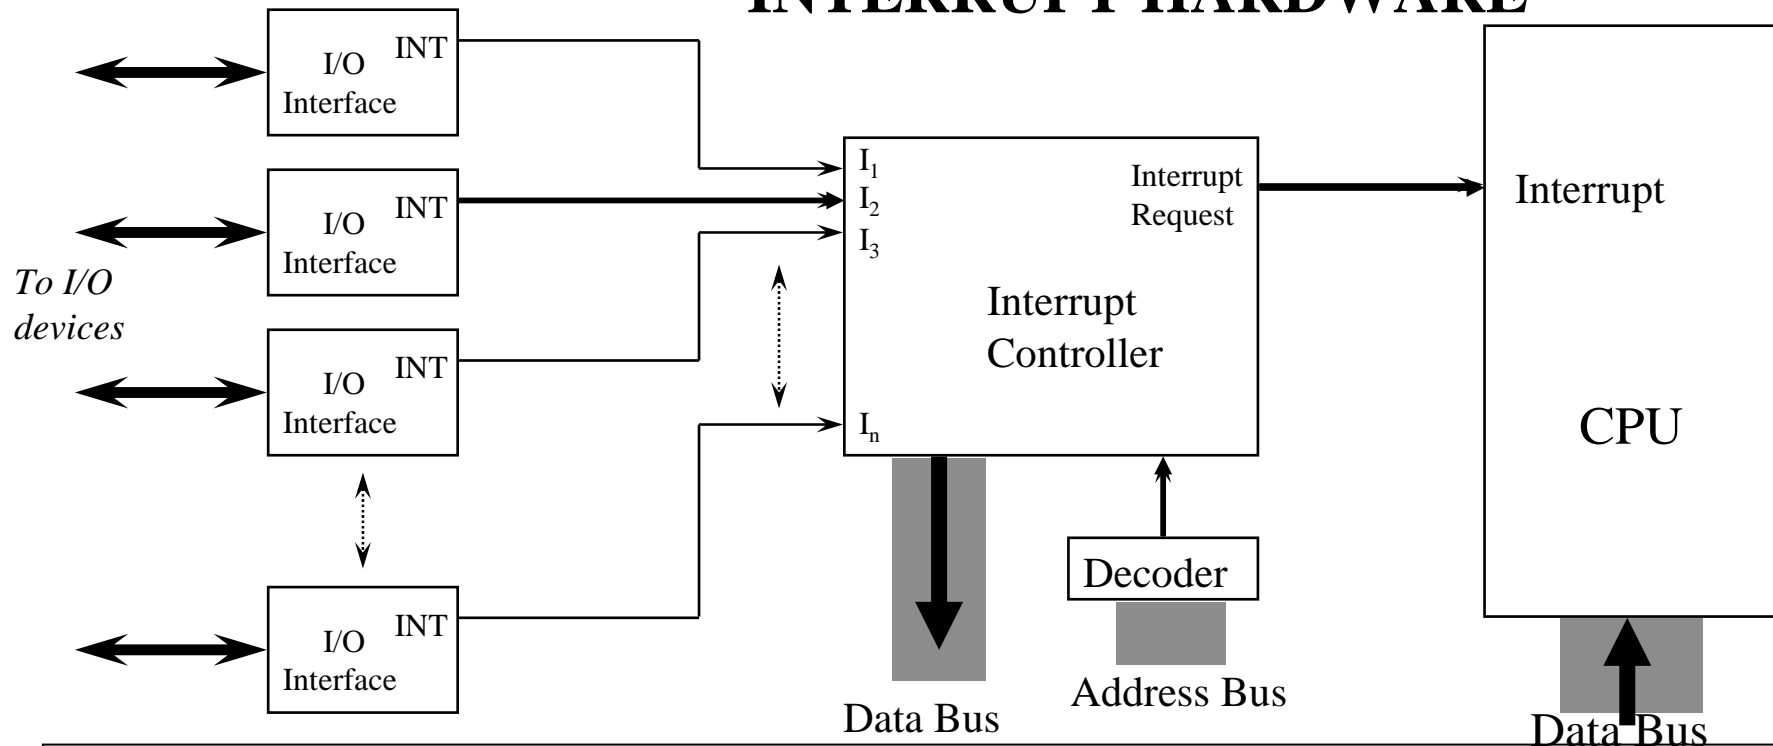 INTERRUPT HARDWARE
INT
I/O
Interface
INT
I/O
Interface
To I/O
devices
INT
I/O
Interface
INT
I/O
Interface
I1
I2
I3
In
Interrupt
Request
Interrupt
Controller
Decoder
Data Bus
Address Bus
Interrupt
CPU
Data Bus